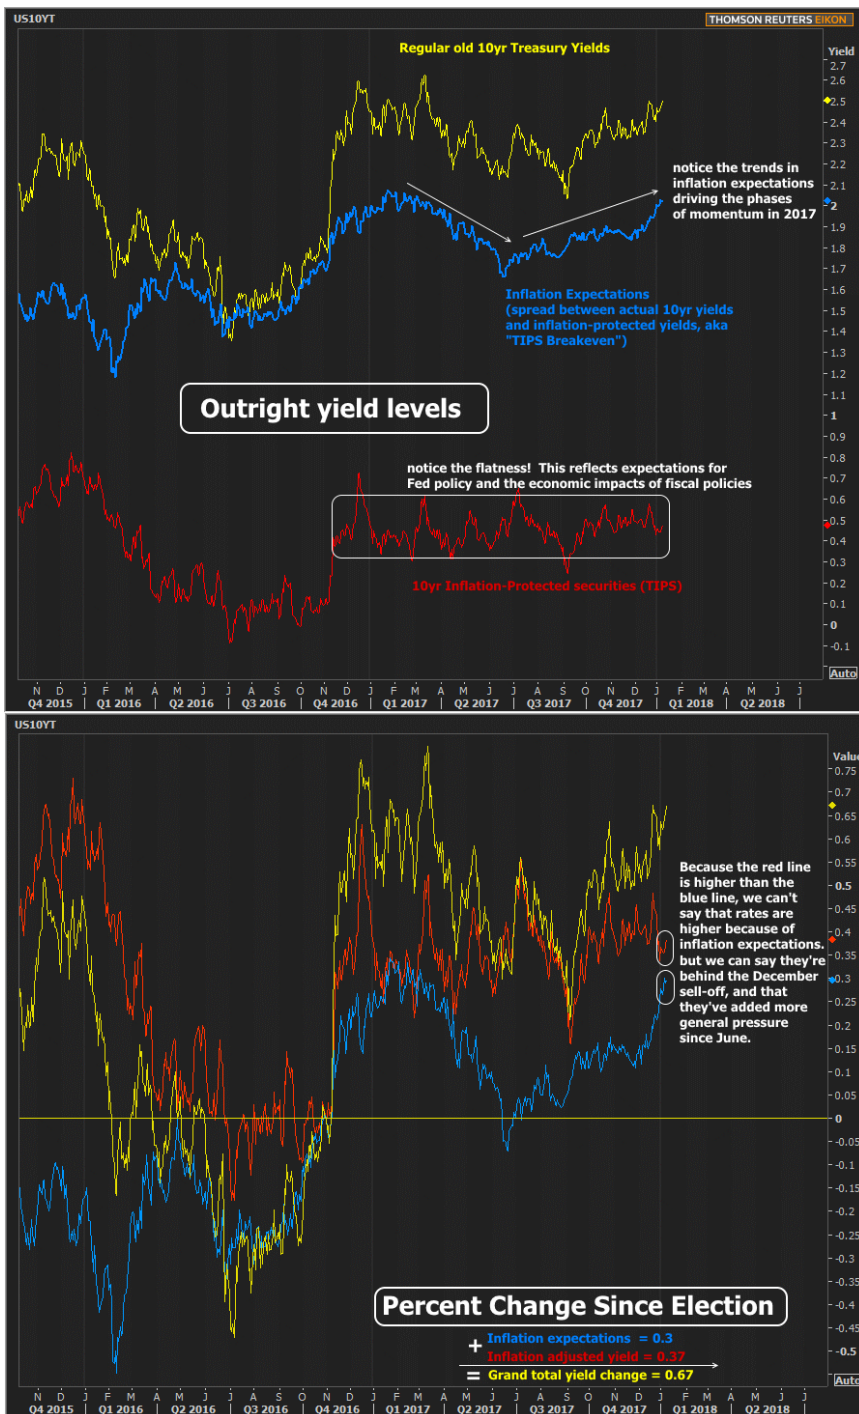 US10YT
THOMSON REUTERS EIKON
Regular old 10yr Treasury Yields
Yield
2.7
2.6
2.5
2.4
2.3
2.2
2.1
2
1.9
1.8
1.7
1.6
1.5
1.4
1.3
1.2
1.1
1
0.9
0.8
0.7
0.6
0.5
0.4
0.3
0.2
0.1
0
-0.1
Auto
notice the trends in
inflation expectations
driving the phases
of momentum in 2017
Inflation Expectations
(spread between actual 10yr yields
and inflation-protected yields, aka
"TIPS Breakeven")
Outright yield levels
notice the flatness! This reflects expectations for
Fed policy and the economic impacts of fiscal policies
10yr Inflation-Protected securities (TIPS)
N D J F M A M J J A S O N D J F M A M J J A S O N D J F M A M J J
Q4 2015 Q1 2016 Q2 2016 Q3 2016 Q4 2016 Q1 2017 Q2 2017 Q3 2017 Q4 2017 Q1 2018 Q2 2018
US10YT
Value
0.75
0.7
0.65
0.6
0.55
0.5
0.45
0.4
0.35
0.3
0.25
0.2
0.15
0.1
0.05
0
-0.05
-0.1
-0.15
-0.2
-0.25
-0.3
-0.35
-0.4
-0.45
-0.5
Auto
Because the red line
is higher than the
blue line, we can't
say that rates are
higher because of
inflation expectations.
but we can say they're
behind the December
sell-off, and that
they've added more
general pressure
since June.
Percent Change Since Election
+ Inflation expectations = 0.3
Inflation adjusted yield = 0.37
= Grand total yield change = 0.67
N D J F M A M J J A S O N D J F M A M J J A S O N D J F M A M J J
Q4 2015 Q1 2016 Q2 2016 Q3 2016 Q4 2016 Q1 2017 Q2 2017 Q3 2017 Q4 2017 Q1 2018 Q2 2018